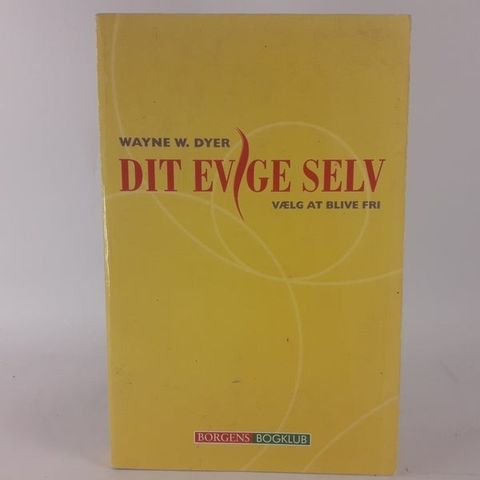 WAYNE W. DYER
DIT EVIGE SELV
VÆLG AT BLIVE FRI
BORGENS BOGKLUB